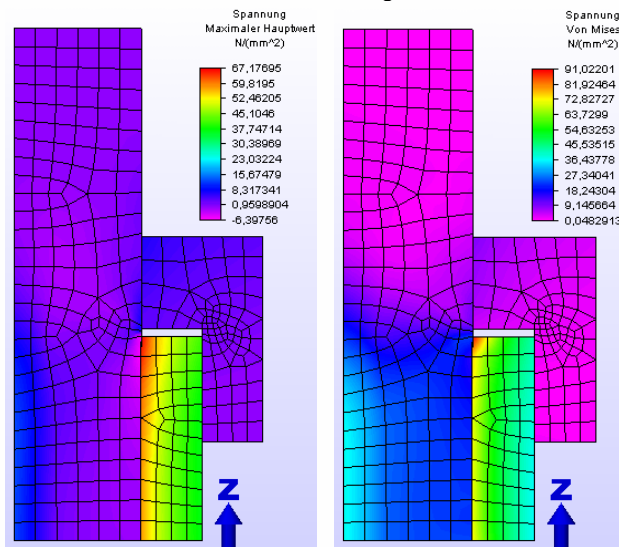 Spannung
Maximaler Hauptwert
N/(mm^2)
67,17695
59,8195
52,46205
45,1046
37,74714
30,38969
23,03224
15,67479
8,317341
0,9598904
-6,39756
Z
Spannung
Von Mises
N/(mm^2)
91,02201
81,92464
72,82727
63,7299
54,63253
45,53515
36,43778
27,34041
18,24304
9,145664
0,0482913
Z